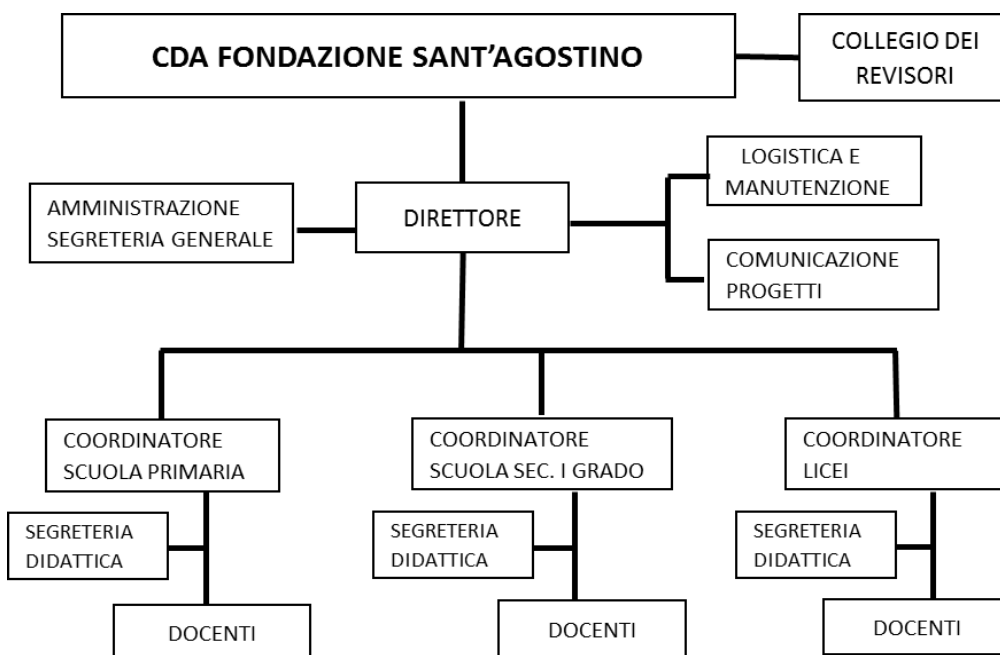 CDA FONDAZIONE SANT’AGOSTINO
COLLEGIO DEI
REVISORI
LOGISTICA E
MANUTENZIONE
AMMINISTRAZIONE
SEGRETERIA GENERALE
DIRETTORE
COMUNICAZIONE
PROGETTI
COORDINATORE
SCUOLA PRIMARIA
COORDINATORE
SCUOLA SEC. I GRADO
COORDINATORE
LICEI
SEGRETERIA
DIDATTICA
SEGRETERIA
DIDATTICA
SEGRETERIA
DIDATTICA
DOCENTI
DOCENTI
DOCENTI